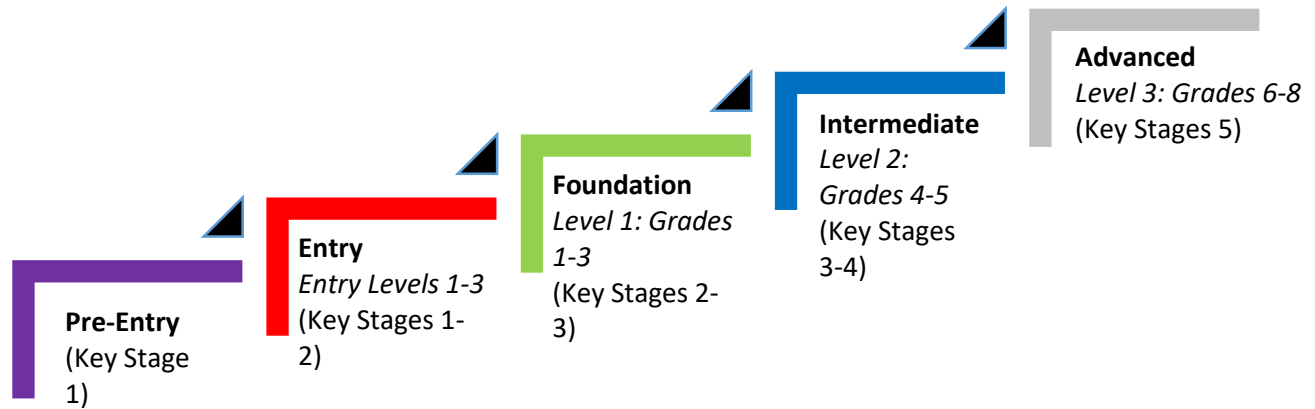 Pre-Entry
(Key Stage
1)
Entry
Entry Levels 1-3
(Key Stages 1-
2)
Foundation
Level 1: Grades
1-3
(Key Stages 2-
3)
Intermediate
Level 2:
Grades 4-5
(Key Stages
3-4)
Advanced
Level 3: Grades 6-8
(Key Stages 5)